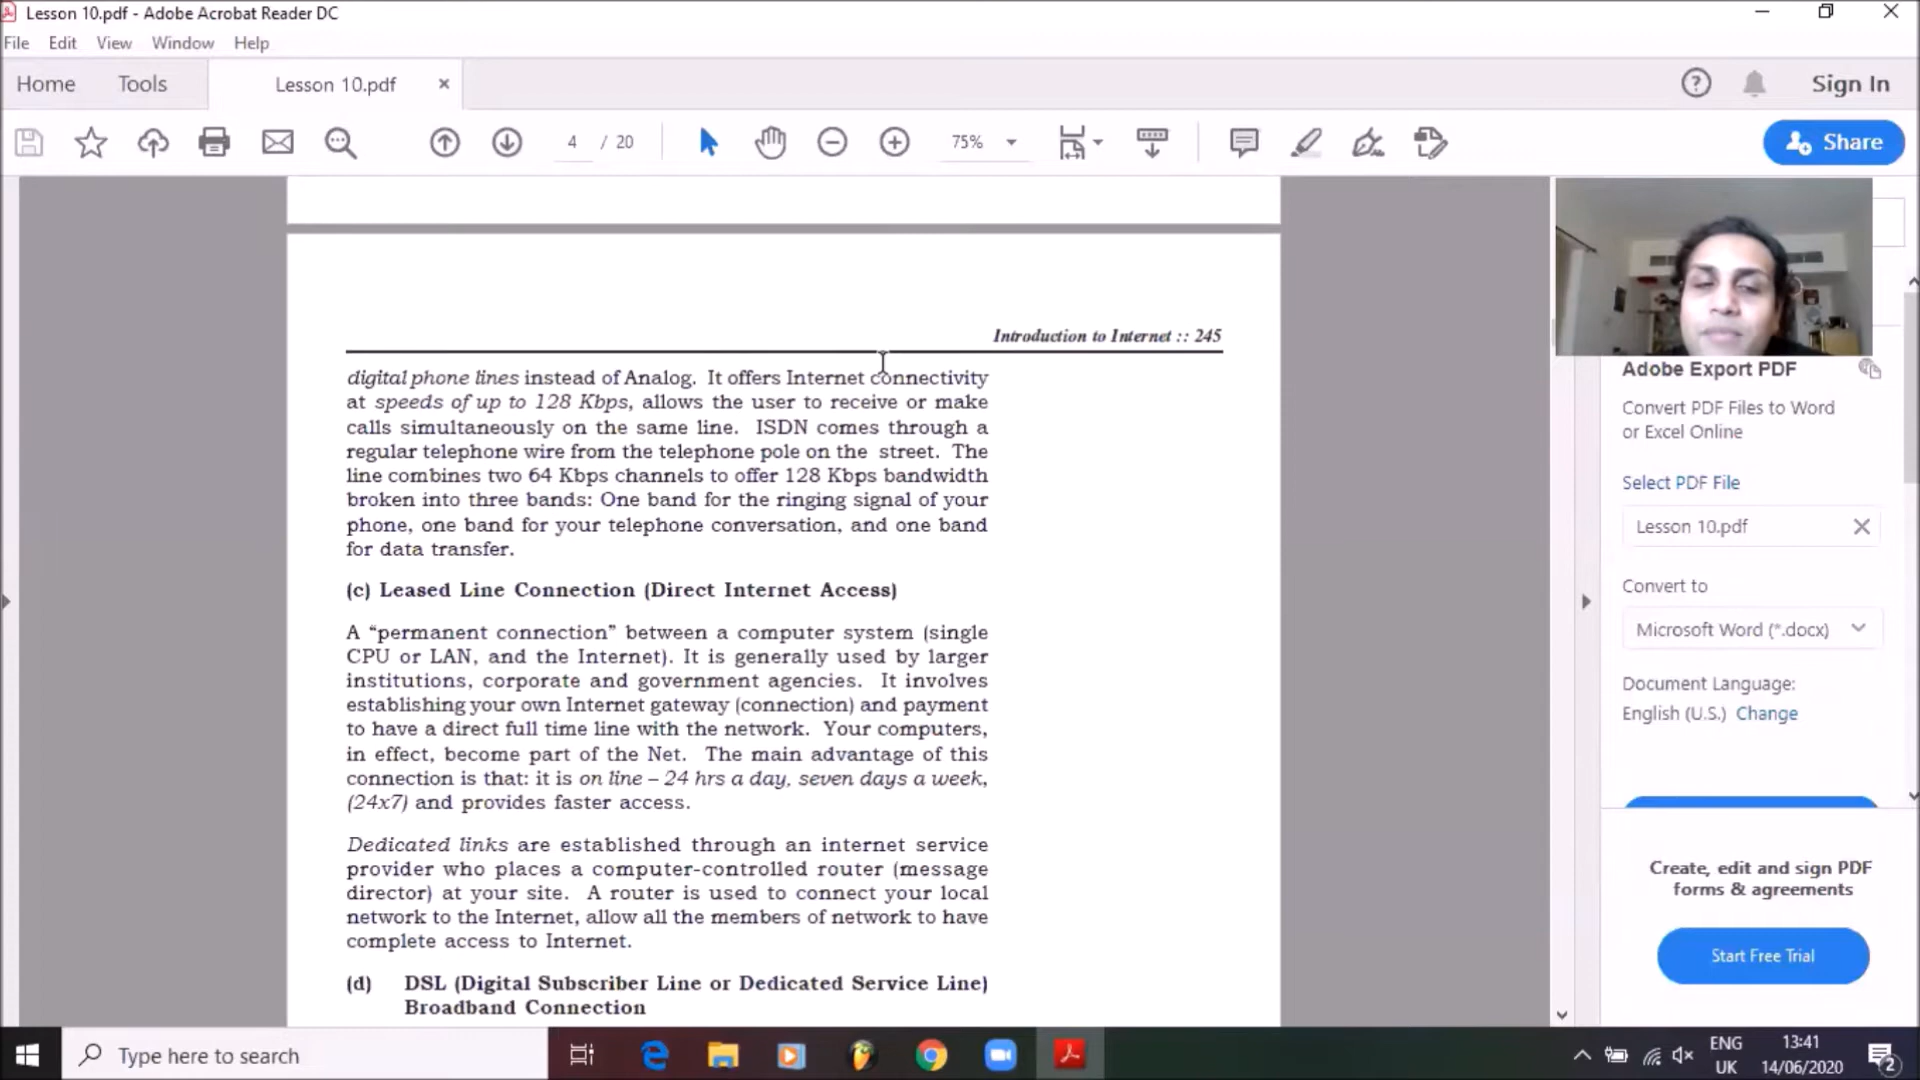 Lesson 10.pdf - Adobe Acrobat Reader DC
File Edit View Window Help
Home Tools Lesson 10.pdf × Sign In
4 / 20 75% Share
Introduction to Internet :: 245
digital phone lines instead of Analog. It offers Internet connectivity
at speeds of up to 128 Kbps, allows the user to receive or make
calls simultaneously on the same line. ISDN comes through a
regular telephone wire from the telephone pole on the street. The
line combines two 64 Kbps channels to offer 128 Kbps bandwidth
broken into three bands: One band for the ringing signal of your
phone, one band for your telephone conversation, and one band
for data transfer.
(c) Leased Line Connection (Direct Internet Access)
A “permanent connection” between a computer system (single
CPU or LAN, and the Internet). It is generally used by larger
institutions, corporate and government agencies. It involves
establishing your own Internet gateway (connection) and payment
to have a direct full time line with the network. Your computers,
in effect, become part of the Net. The main advantage of this
connection is that: it is on line – 24 hrs a day, seven days a week,
(24x7) and provides faster access.
Dedicated links are established through an internet service
provider who places a computer-controlled router (message
director) at your site. A router is used to connect your local
network to the Internet, allow all the members of network to have
complete access to Internet.
(d) DSL (Digital Subscriber Line or Dedicated Service Line)
Broadband Connection
Adobe Export PDF
Convert PDF Files to Word
or Excel Online
Select PDF File
Lesson 10.pdf
Convert to
Microsoft Word (*.docx)
Document Language:
English (U.S.) Change
Create, edit and sign PDF
forms & agreements
Start Free Trial
Type here to search
ENG
UK
13:41
14/06/2020
2